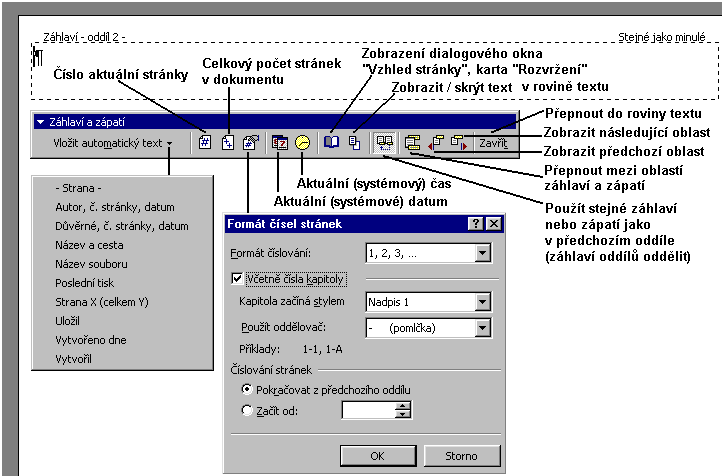 Záhlaví - oddíl 2 -
Stejné jako minulé
¶
Číslo aktuální stránky
Celkový počet stránek
v dokumentu
Zobrazení dialogového okna
"Vzhled stránky", karta "Rozvržení"
Zobrazit / skrýt text v rovině textu
Záhlaví a zápatí
Vložit automatický text
Zavřít
Přepnout do roviny textu
Zobrazit následující oblast
Zobrazit předchozí oblast
Přepnout mezi oblastí
záhlaví a zápatí
Použít stejné záhlaví
nebo zápatí jako
v předchozím oddíle
(záhlaví oddílů oddělit)
Aktuální (systémový) čas
Aktuální (systémové) datum
- Strana -
Autor, č. stránky, datum
Důvěrné, č. stránky, datum
Název a cesta
Název souboru
Poslední tisk
Strana X (celkem Y)
Uložil
Vytvořeno dne
Vytvořil
Formát čísel stránek
Formát číslování:
1, 2, 3, ...
Včetně čísla kapitoly
Kapitola začíná stylem
Nadpis 1
Použít oddělovač:
- (pomlčka)
Příklady: 1-1, 1-A
Číslování stránek
Pokračovat z předchozího oddílu
Začít od:
OK
Storno